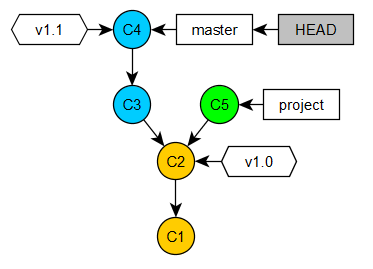 v1.1
C4
master
HEAD
C3
C5
project
C2
v1.0
C1